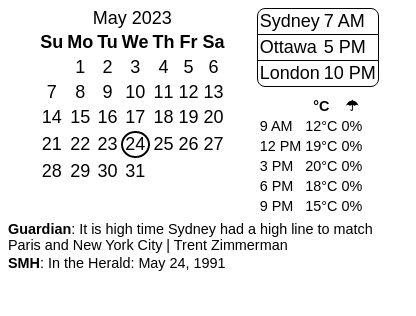 May 2023
Su Mo Tu We Th Fr Sa
1 2 3 4 5 6
7 8 9 10 11 12 13
14 15 16 17 18 19 20
21 22 23 24 25 26 27
28 29 30 31
Sydney 7 AM
Ottawa 5 PM
London 10 PM
°C ☂
9 AM 12°C 0%
12 PM 19°C 0%
3 PM 20°C 0%
6 PM 18°C 0%
9 PM 15°C 0%
Guardian: It is high time Sydney had a high line to match
Paris and New York City | Trent Zimmerman
SMH: In the Herald: May 24, 1991